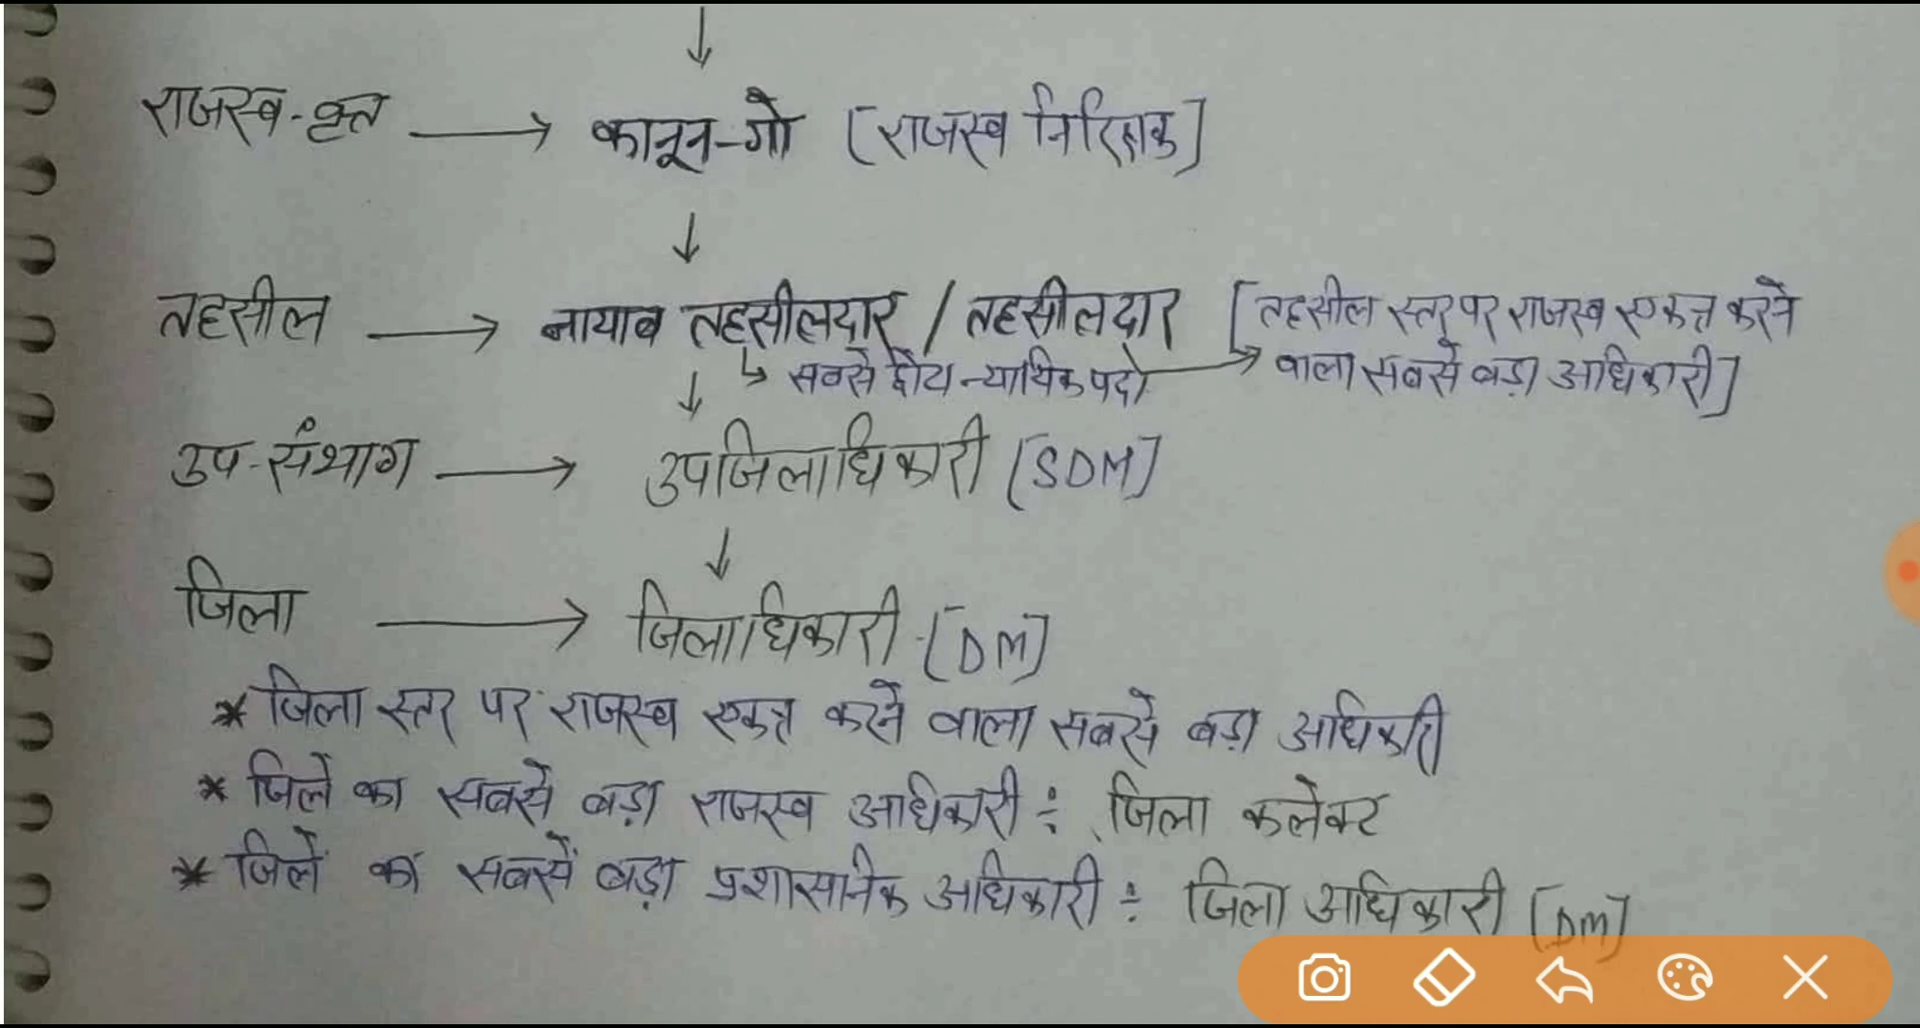 राजस्व-वृत्त → कानून-गो [राजस्व निरिक्षक]
तहसील → नायाब तहसीलदार / तहसीलदार [तहसील स्तर पर राजस्व एकत्र करने
↳ सबसे छोटा न्यायिक पद → वाला सबसे बड़ा अधिकारी]
उप-संभाग → उपजिलाधिकारी [SDM]
जिला → जिलाधिकारी [DM]
* जिला स्तर पर राजस्व एकत्र करने वाला सबसे बड़ा अधिकारी
* जिले का सबसे बड़ा राजस्व अधिकारी ÷ जिला कलेक्टर
* जिले का सबसे बड़ा प्रशासनिक अधिकारी ÷ जिला अधिकारी [DM]